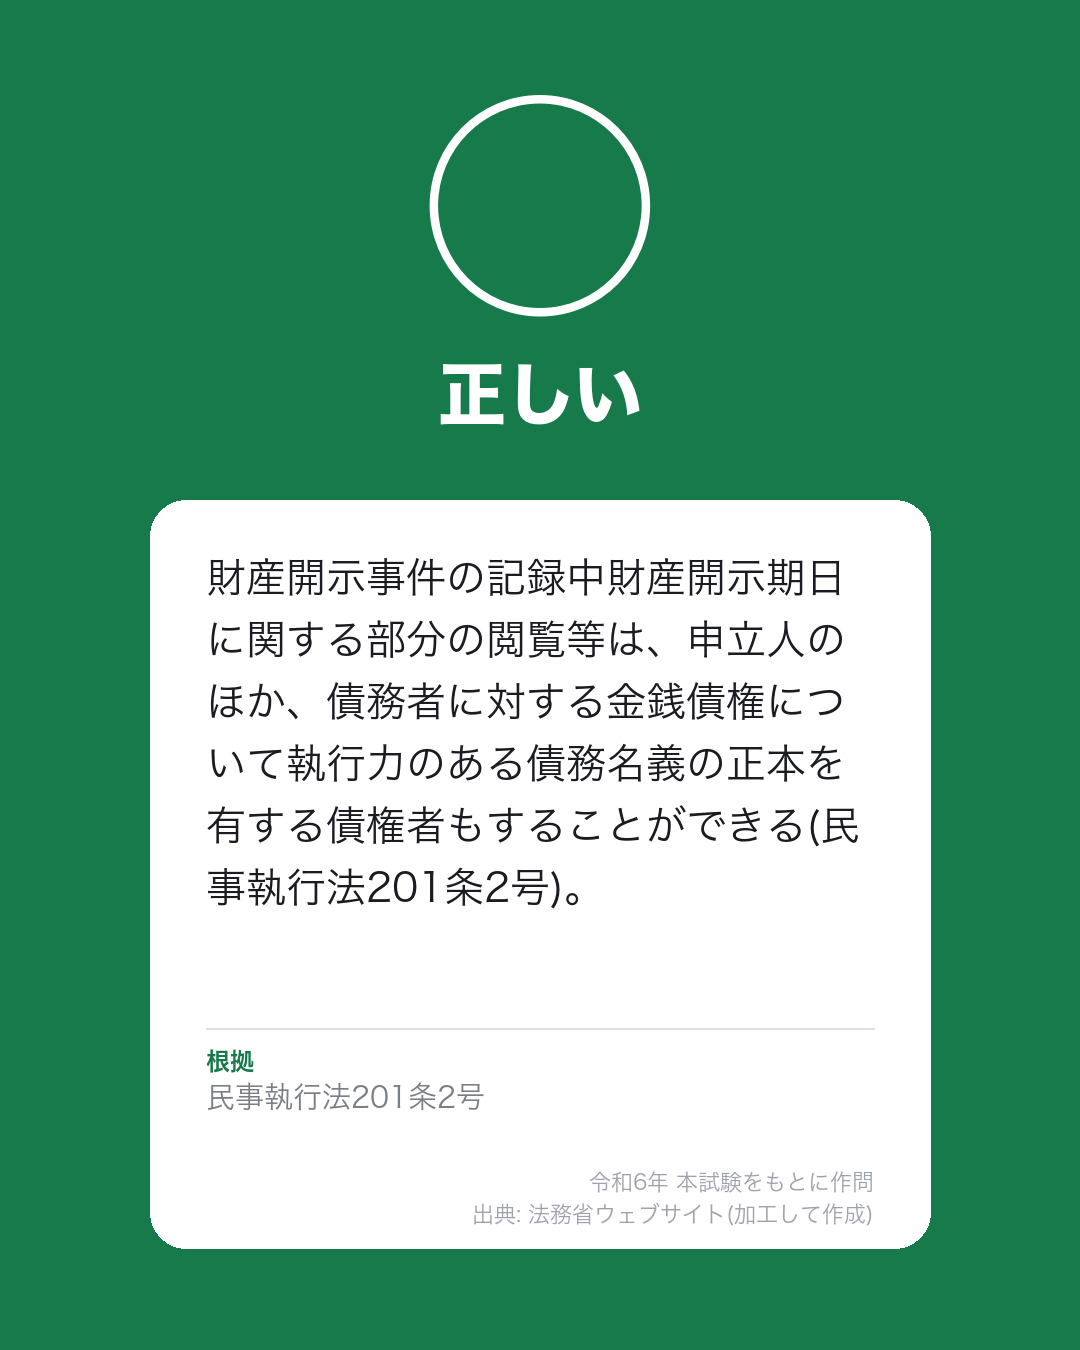 正しい
財産開示事件の記録中財産開示期日
に関する部分の閲覧等は、申立人の
ほか、債務者に対する金銭債権につ
いて執行力のある債務名義の正本を
有する債権者もすることができる(民
事執行法201条2号)。
根拠
民事執行法201条2号
令和6年 本試験をもとに作問
出典: 法務省ウェブサイト(加工して作成)